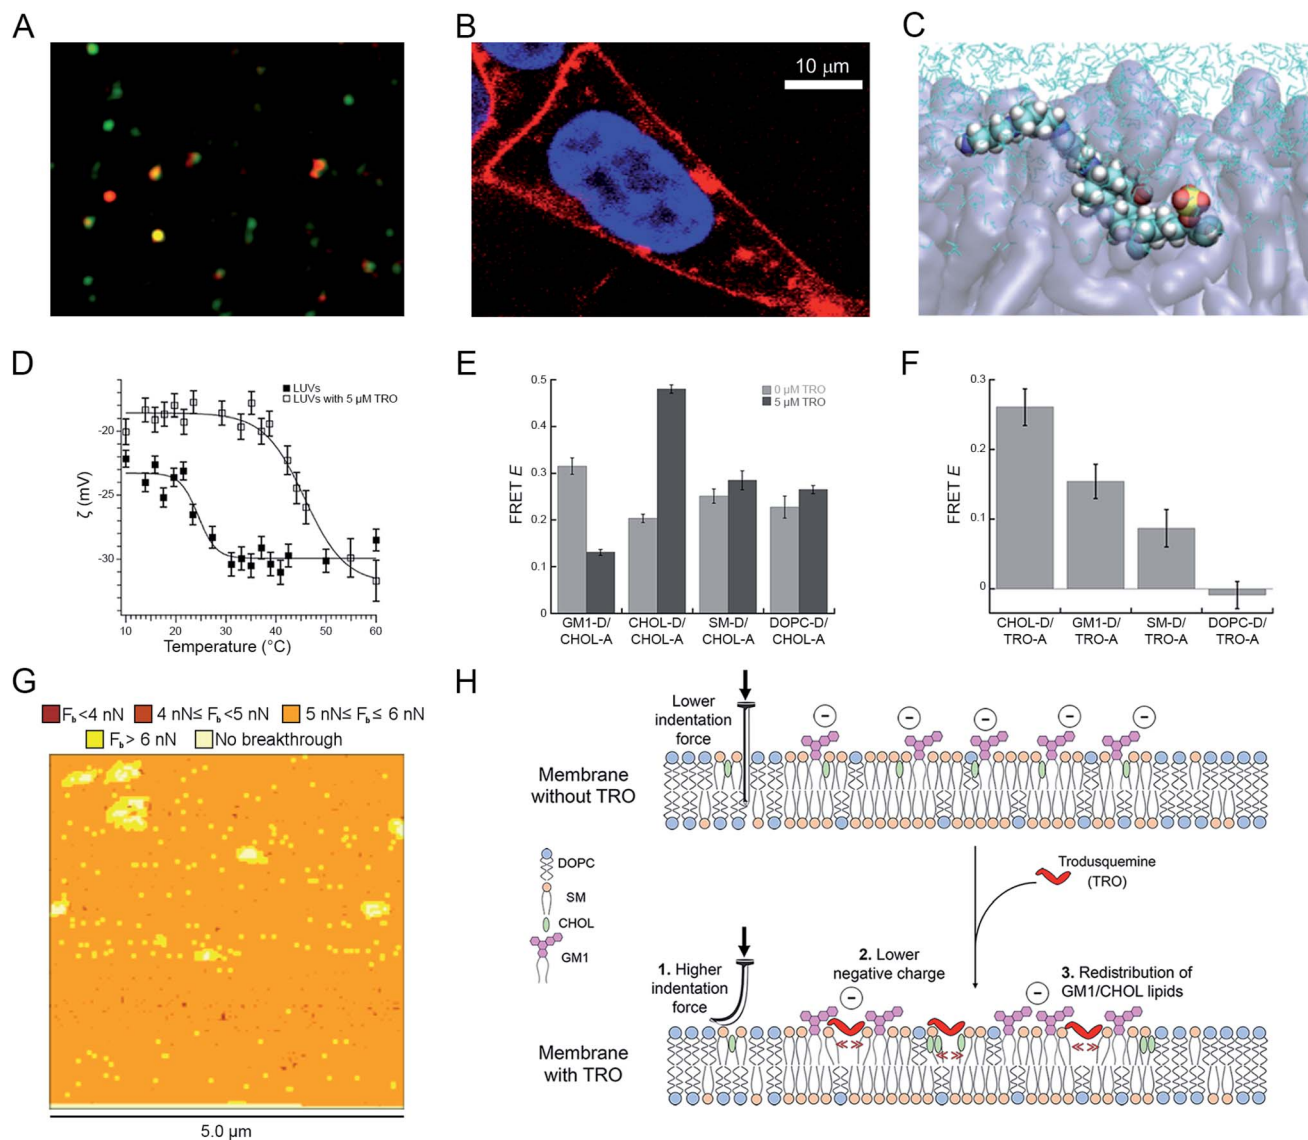 A
B
10 μm
C
D
LUVs
LUVs with 5 μM TRO
-20
-30
ζ (mV)
10 20 30 40 50 60
Temperature (°C)
E
0 μM TRO
5 μM TRO
0.5
0.4
0.3
0.2
0.1
0
FRET E
GM1-D/ CHOL-D/ SM-D/ DOPC-D/
CHOL-A CHOL-A CHOL-A CHOL-A
F
0.3
0.2
0.1
0
FRET E
CHOL-D/ GM1-D/ SM-D/ DOPC-D/
TRO-A TRO-A TRO-A TRO-A
G
Fb<4 nN 4 nN≤ Fb<5 nN 5 nN≤ Fb≤ 6 nN
Fb> 6 nN No breakthrough
5.0 μm
H
Lower
indentation
force
Membrane
without TRO
DOPC
SM
CHOL
GM1
Trodusquemine
(TRO)
1. Higher
indentation
force
2. Lower
negative charge
3. Redistribution of
GM1/CHOL lipids
Membrane
with TRO